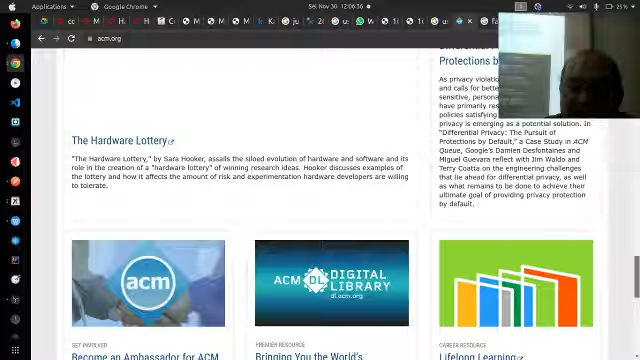 Applications
Google Chrome
Sel Nov 30 12:06:36
25%
acm.org
Protections by
As privacy violatio
and calls for bette
sensitive, persona
have primarily res
policies satisfying
privacy is emerging as a potential solution. In
"Differential Privacy: The Pursuit of
Protections by Default," a Case Study in ACM
Queue, Google's Damien Desfontaines and
Miguel Guevara reflect with Jim Waldo and
Terry Coatta on the engineering challenges
that lie ahead for differential privacy, as well
as what remains to be done to achieve their
ultimate goal of providing privacy protection
by default.
The Hardware Lottery
"The Hardware Lottery," by Sara Hooker, assails the siloed evolution of hardware and software and its
role in the creation of a "hardware lottery" of winning research ideas. Hooker discusses examples of
the lottery and how it affects the amount of risk and experimentation hardware developers are willing
to tolerate.
acm
ACM DL DIGITAL
LIBRARY
dl.acm.org
GET INVOLVED
Become an Ambassador for ACM
PREMIER RESOURCE
Bringing You the World's
CAREER RESOURCE
Lifelong Learning